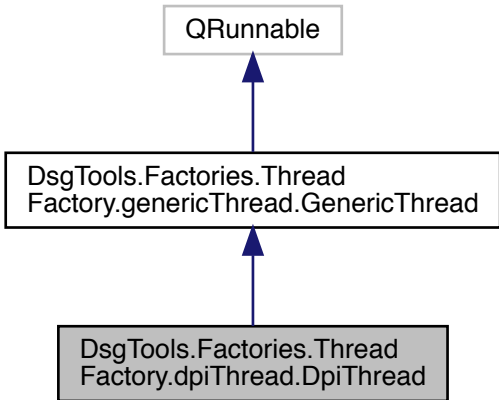 QRunnable
DsgTools.Factories.Thread
Factory.genericThread.GenericThread
DsgTools.Factories.Thread
Factory.dpiThread.DpiThread